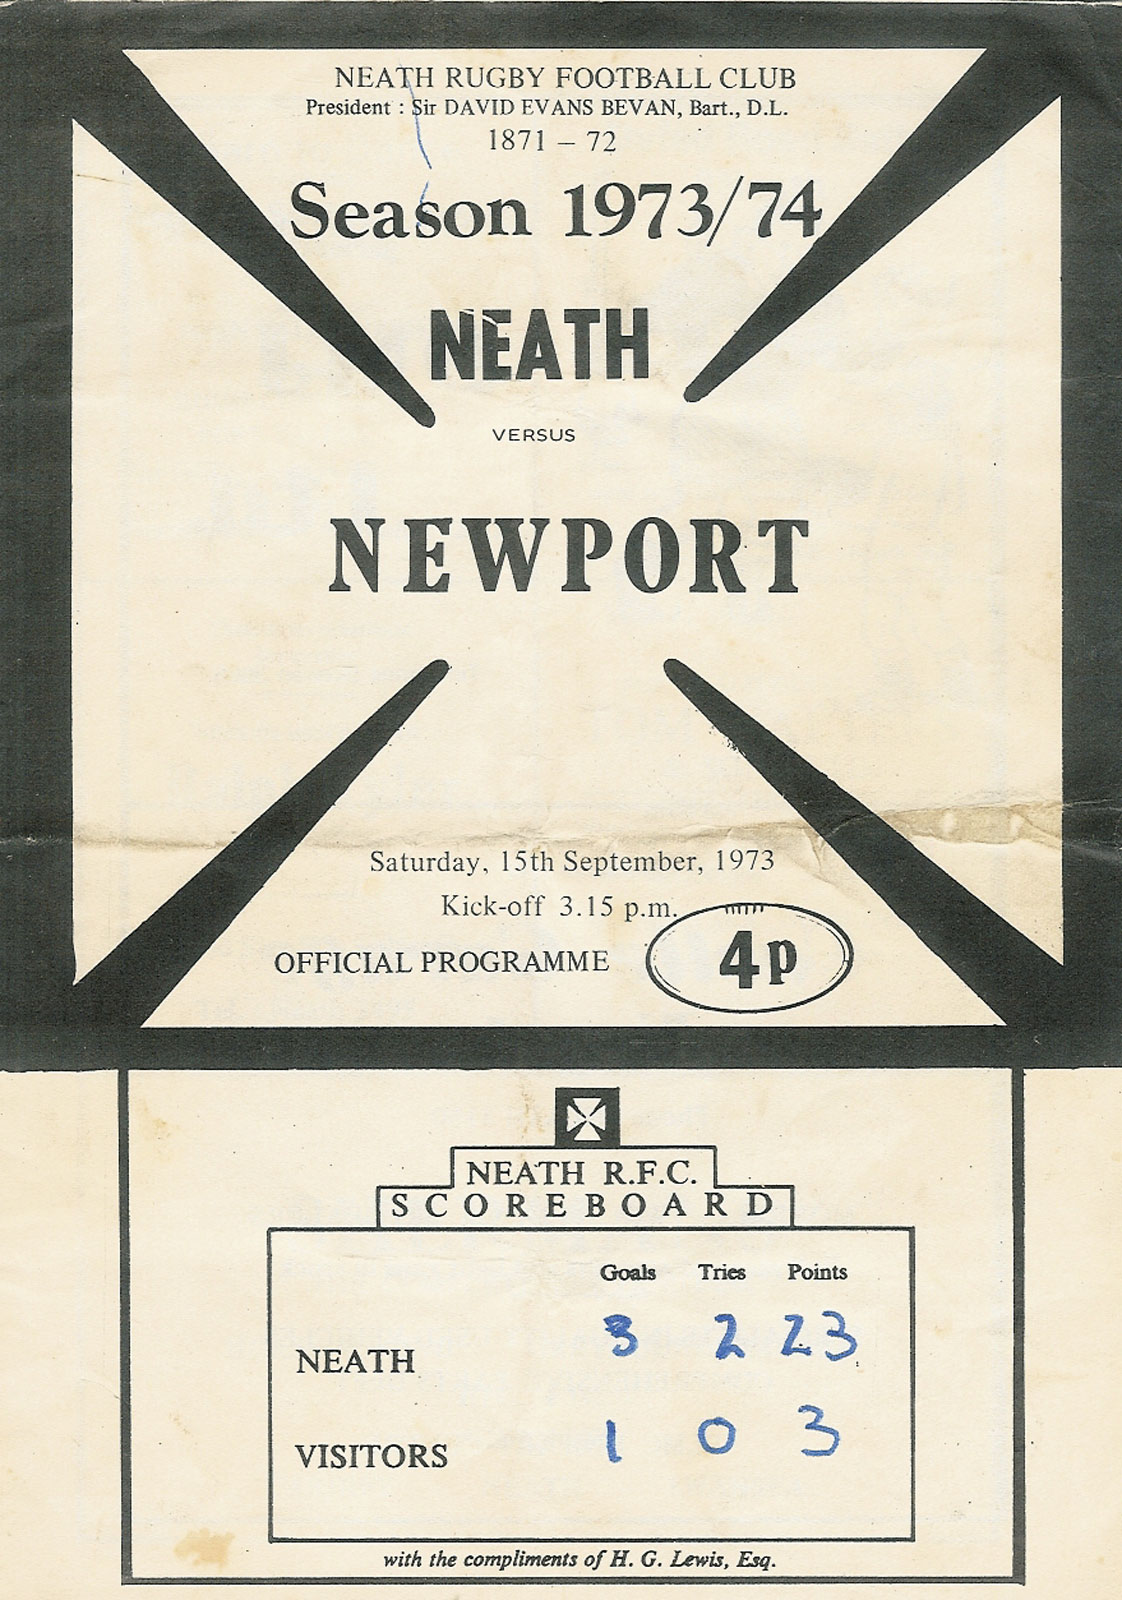 NEATH RUGBY FOOTBALL CLUB
President : Sir DAVID EVANS BEVAN, Bart., D.L.
1871 – 72
Season 1973/74
NEATH
VERSUS
NEWPORT
Saturday, 15th September, 1973
Kick-off 3.15 p.m.
OFFICIAL PROGRAMME 4p
NEATH R.F.C.
SCOREBOARD
Goals Tries Points
NEATH 3 2 23
VISITORS 1 0 3
with the compliments of H. G. Lewis, Esq.